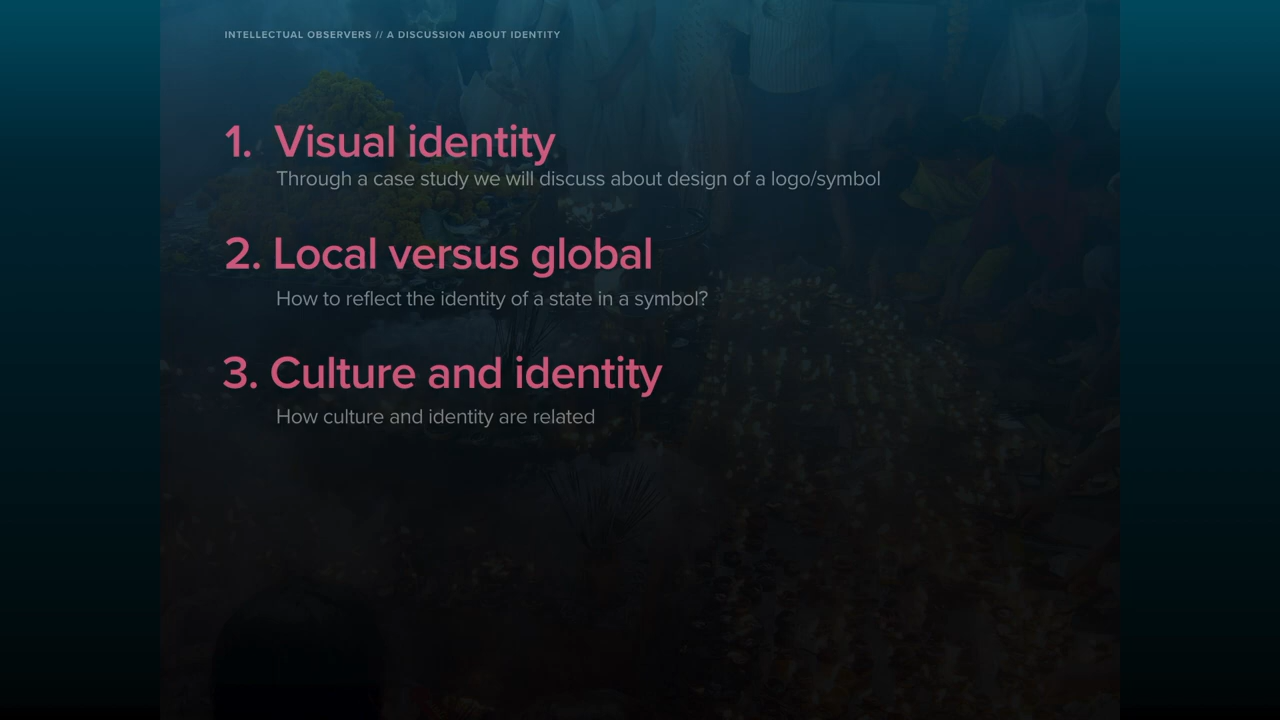 INTELLECTUAL OBSERVERS // A DISCUSSION ABOUT IDENTITY
1. Visual identity
Through a case study we will discuss about design of a logo/symbol
2. Local versus global
How to reflect the identity of a state in a symbol?
3. Culture and identity
How culture and identity are related